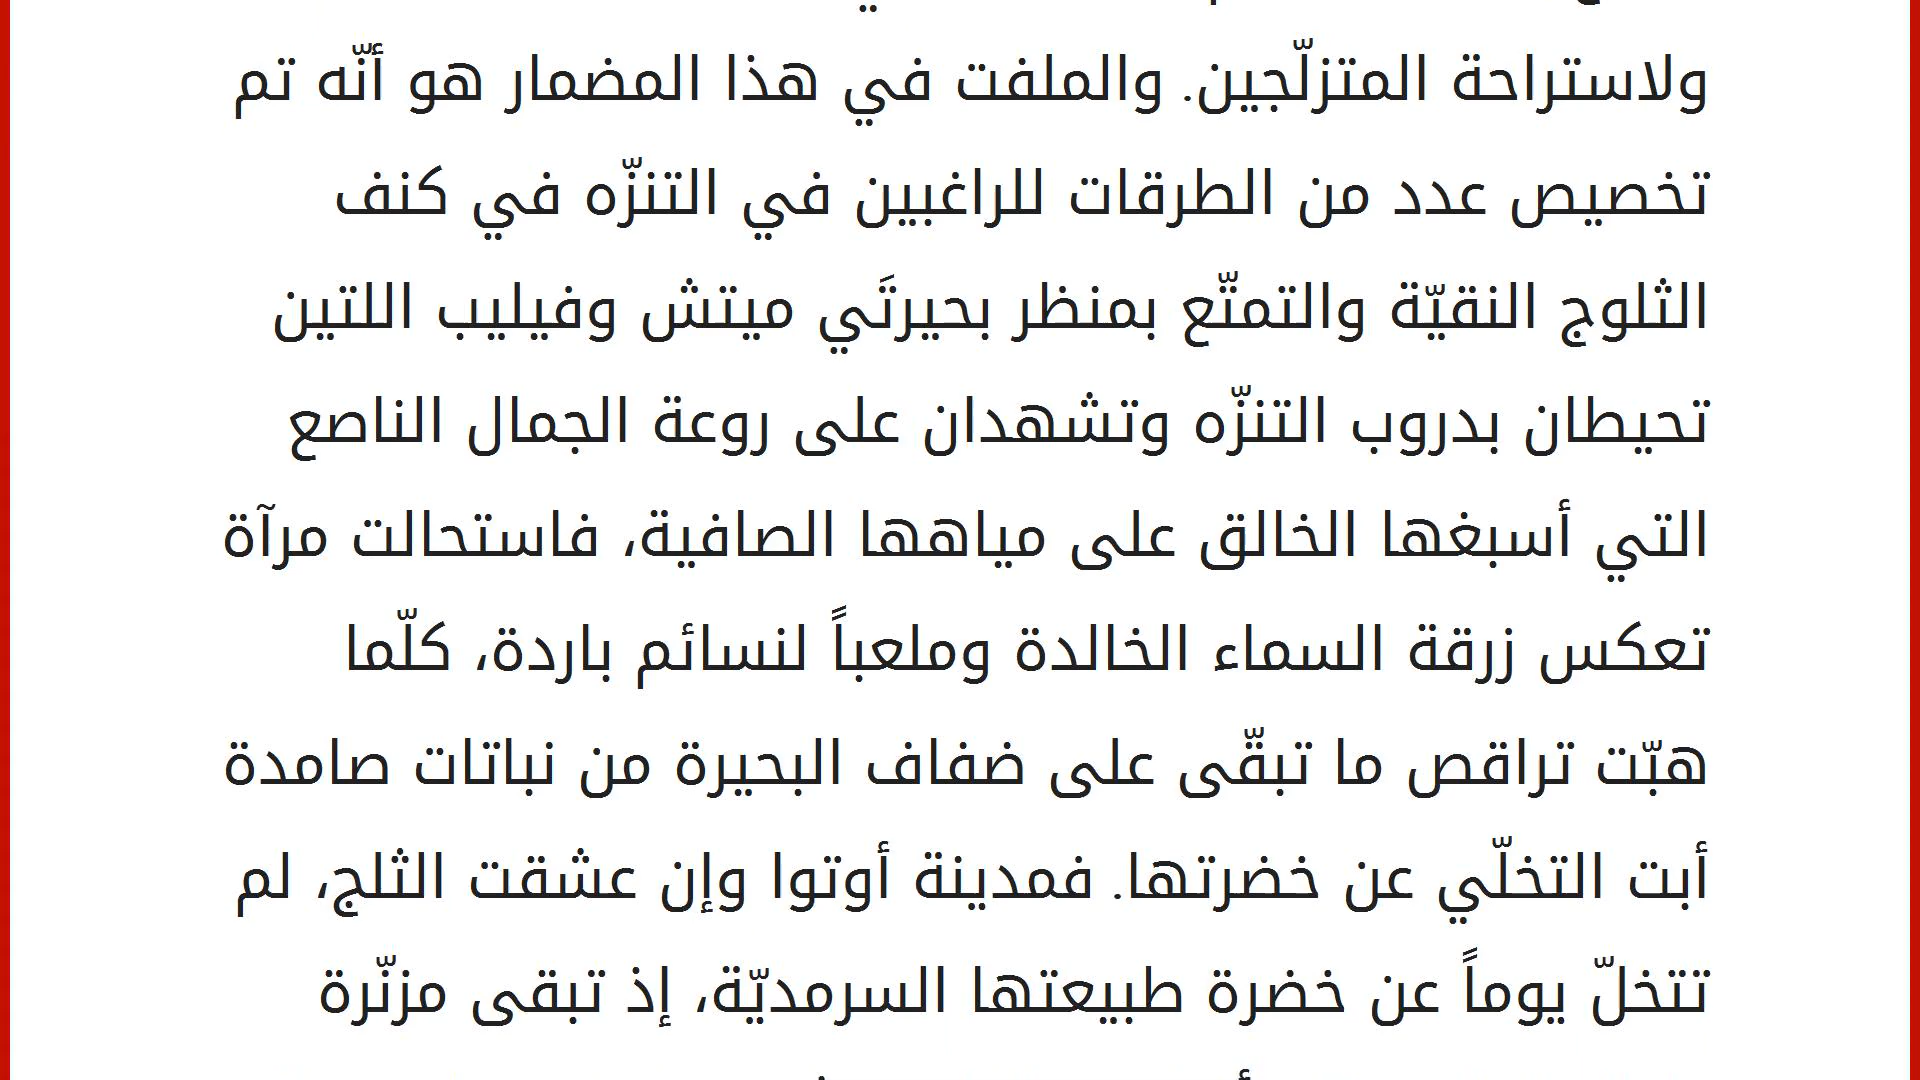 ولاستراحة المتزلّجين. والملفت في هذا المضمار هو أنّه تم
تخصيص عدد من الطرقات للراغبين في التنزّه في كنف
الثلوج النقيّة والتمتّع بمنظر بحيرتَي ميتش وفيليب اللتين
تحيطان بدروب التنزّه وتشهدان على روعة الجمال الناصع
التي أسبغها الخالق على مياهها الصافية، فاستحالت مرآة
تعكس زرقة السماء الخالدة وملعباً لنسائم باردة، كلّما
هبّت تراقص ما تبقّى على ضفاف البحيرة من نباتات صامدة
أبت التخلّي عن خضرتها. فمدينة أوتوا وإن عشقت الثلج، لم
تتخلّ يوماً عن خضرة طبيعتها السرمديّة، إذ تبقى مزنّرة